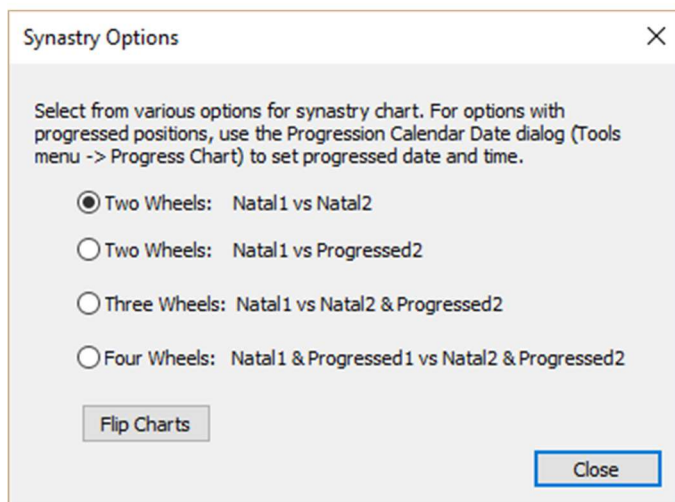 Synastry Options
Select from various options for synastry chart. For options with
progressed positions, use the Progression Calendar Date dialog (Tools
menu -> Progress Chart) to set progressed date and time.
Two Wheels: Natal1 vs Natal2
Two Wheels: Natal1 vs Progressed2
Three Wheels: Natal1 vs Natal2 & Progressed2
Four Wheels: Natal1 & Progressed1 vs Natal2 & Progressed2
Flip Charts
Close